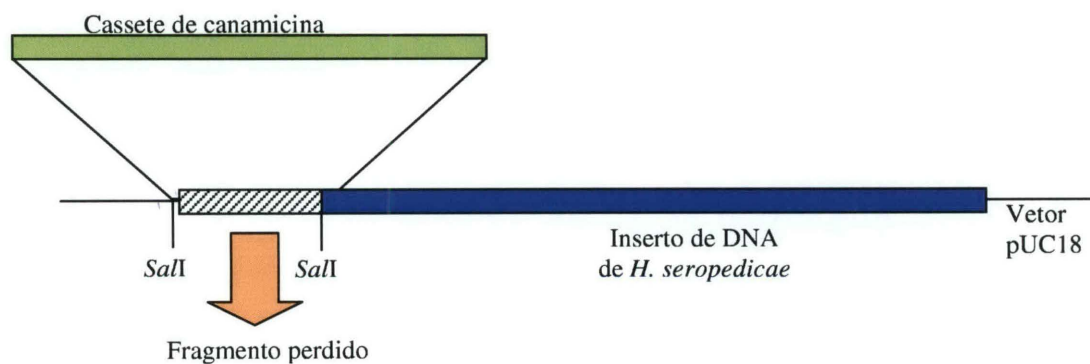 Cassete de canamicina
SalI
SalI
Inserto de DNA
de H. seropedicae
Vetor
pUC18
Fragmento perdido